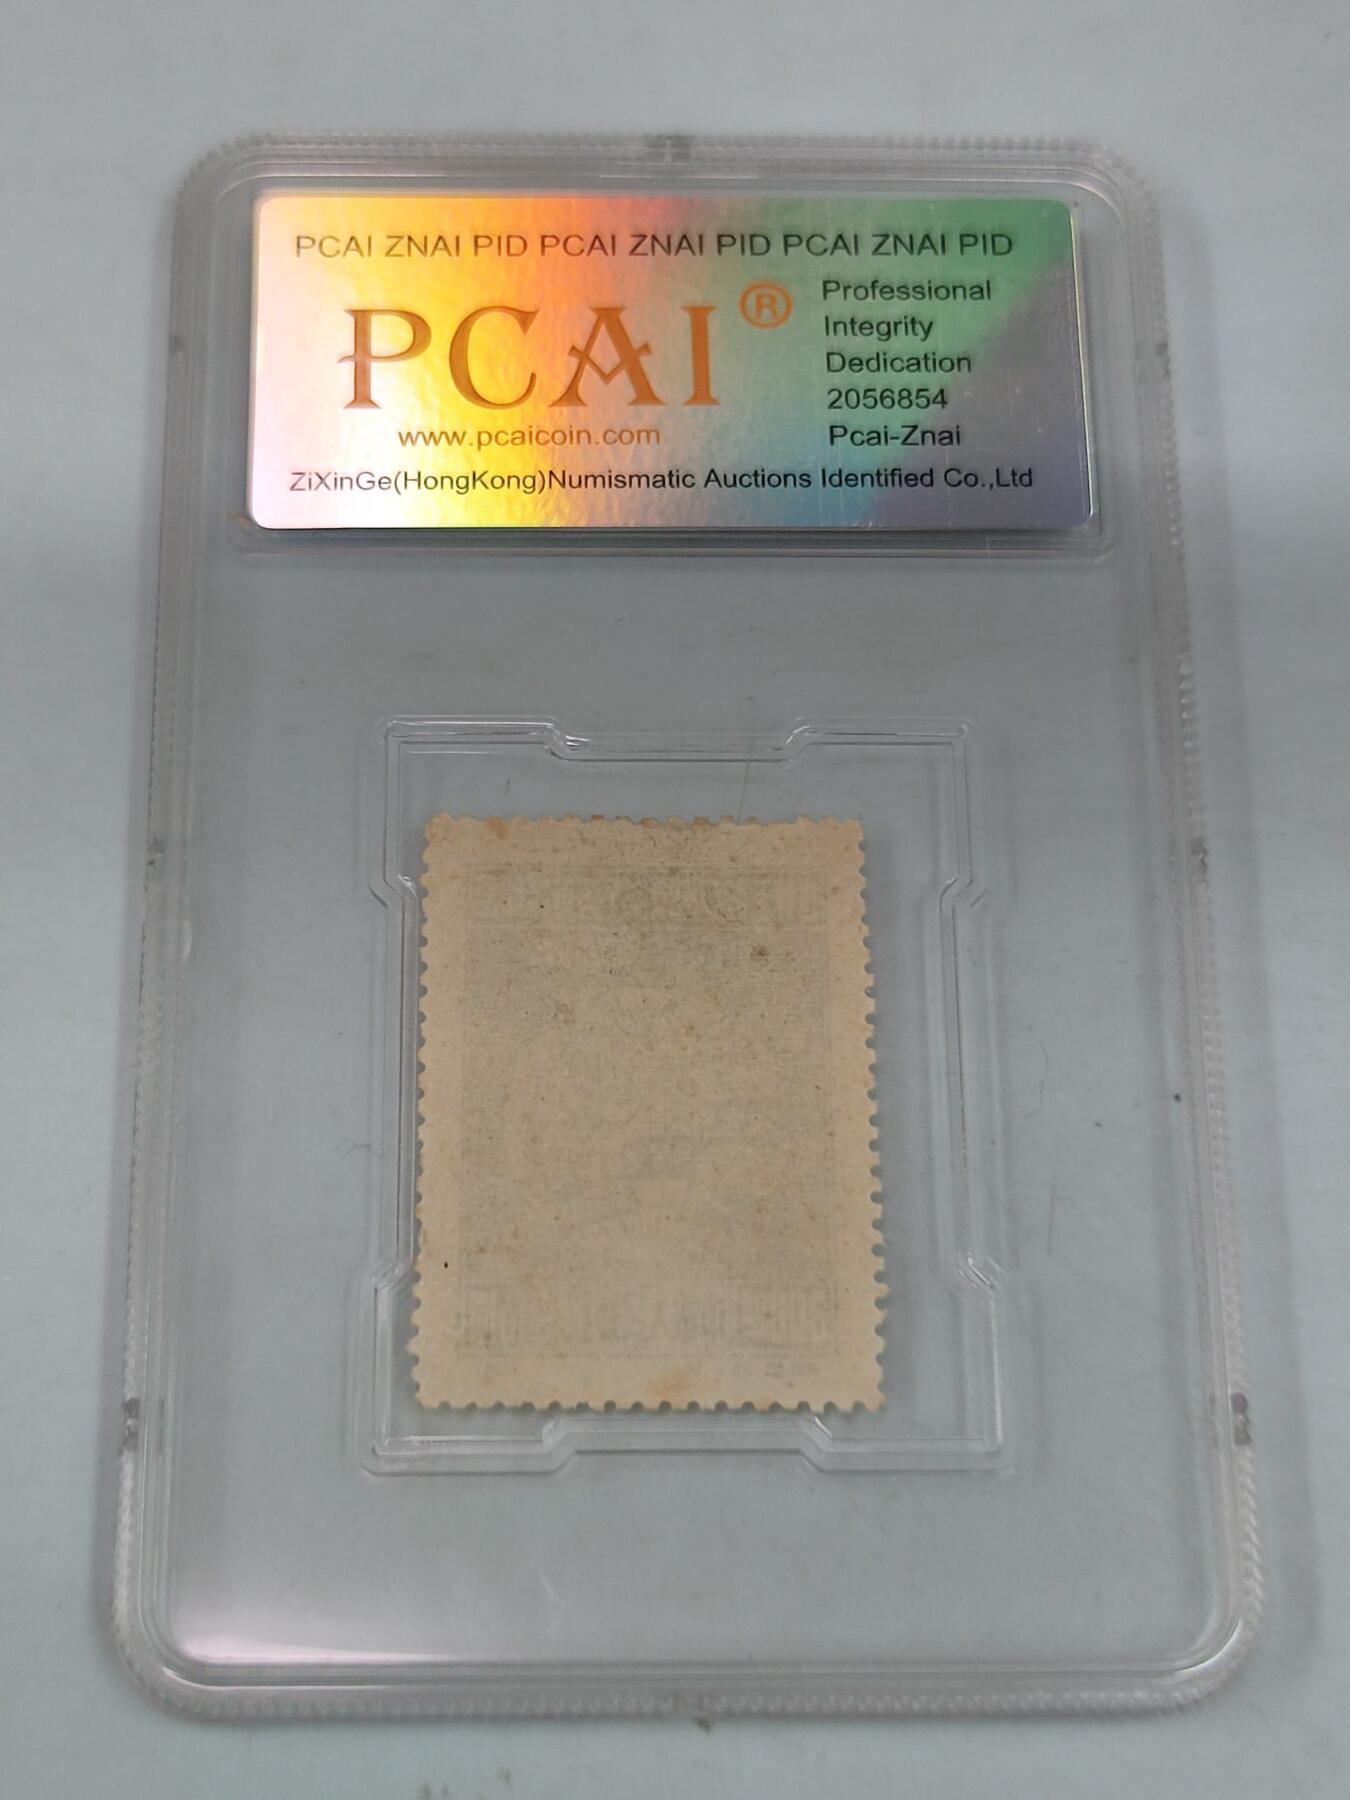 PCAI ZNAI PID PCAI ZNAI PID PCAI ZNAI PID
PCAI®
www.pcaicoin.com
Professional
Integrity
Dedication
2056854
Pcai-Znai
ZiXinGe(HongKong)Numismatic Auctions Identified Co.,Ltd